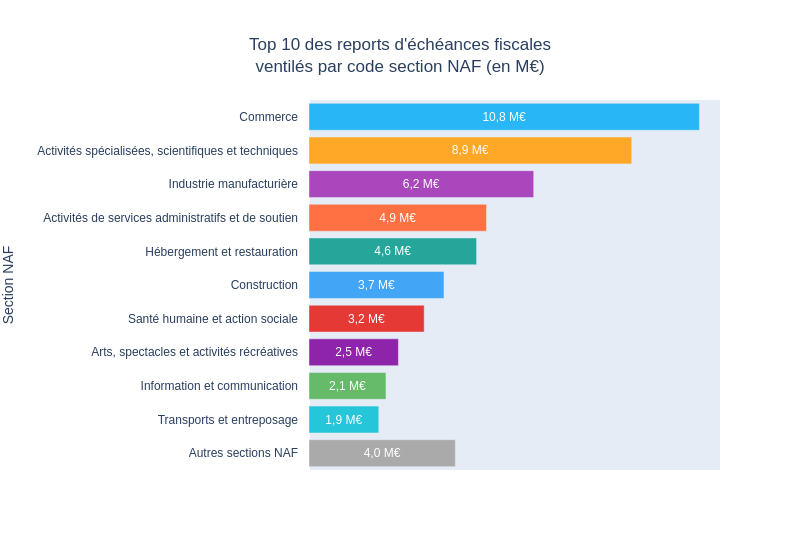 Top 10 des reports d'échéances fiscales
ventilés par code section NAF (en M€)
Section NAF
Commerce 10,8 M€
Activités spécialisées, scientifiques et techniques 8,9 M€
Industrie manufacturière 6,2 M€
Activités de services administratifs et de soutien 4,9 M€
Hébergement et restauration 4,6 M€
Construction 3,7 M€
Santé humaine et action sociale 3,2 M€
Arts, spectacles et activités récréatives 2,5 M€
Information et communication 2,1 M€
Transports et entreposage 1,9 M€
Autres sections NAF 4,0 M€